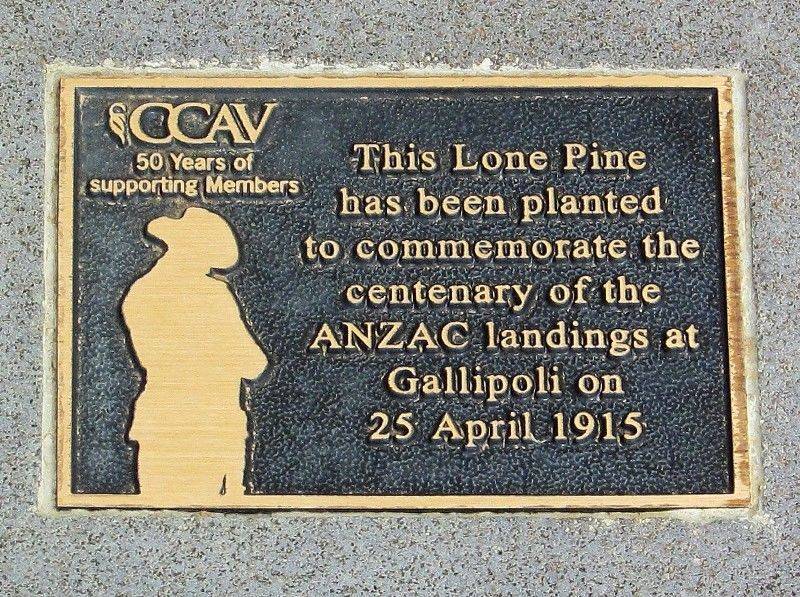 CCAV
50 Years of
supporting Members
This Lone Pine
has been planted
to commemorate the
centenary of the
ANZAC landings at
Gallipoli on
25 April 1915